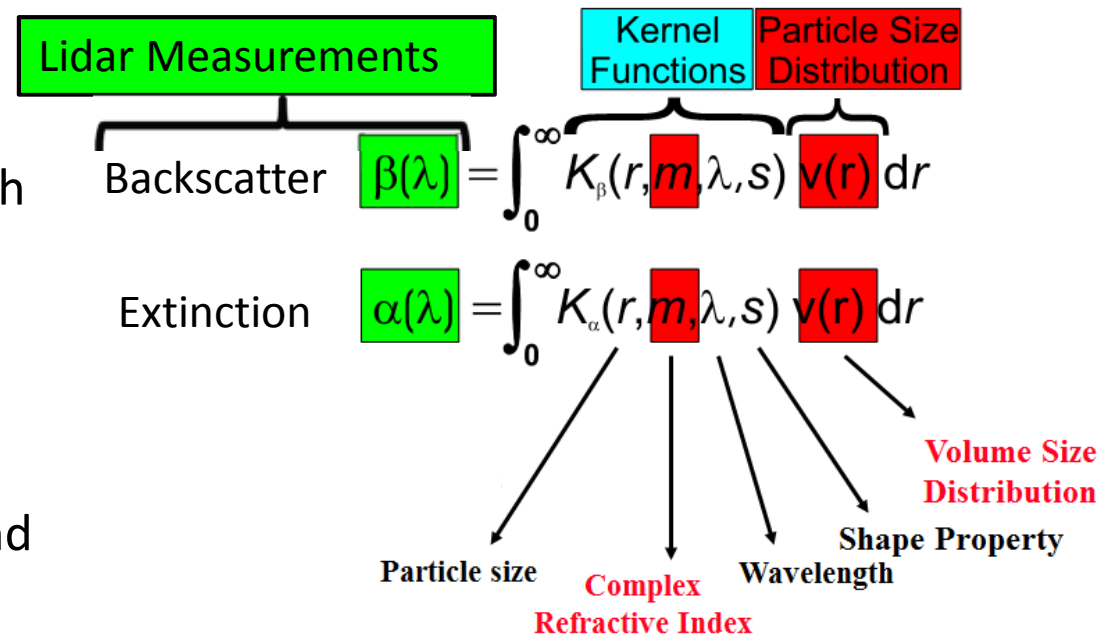 Lidar Measurements
Kernel
Functions
Particle Size
Distribution
h
Backscatter β(λ) = ∫₀^∞ K_β(r,m,λ,s) v(r) dr
Extinction α(λ) = ∫₀^∞ K_α(r,m,λ,s) v(r) dr
Volume Size
Distribution
nd
Shape Property
Particle size
Complex
Refractive Index
Wavelength